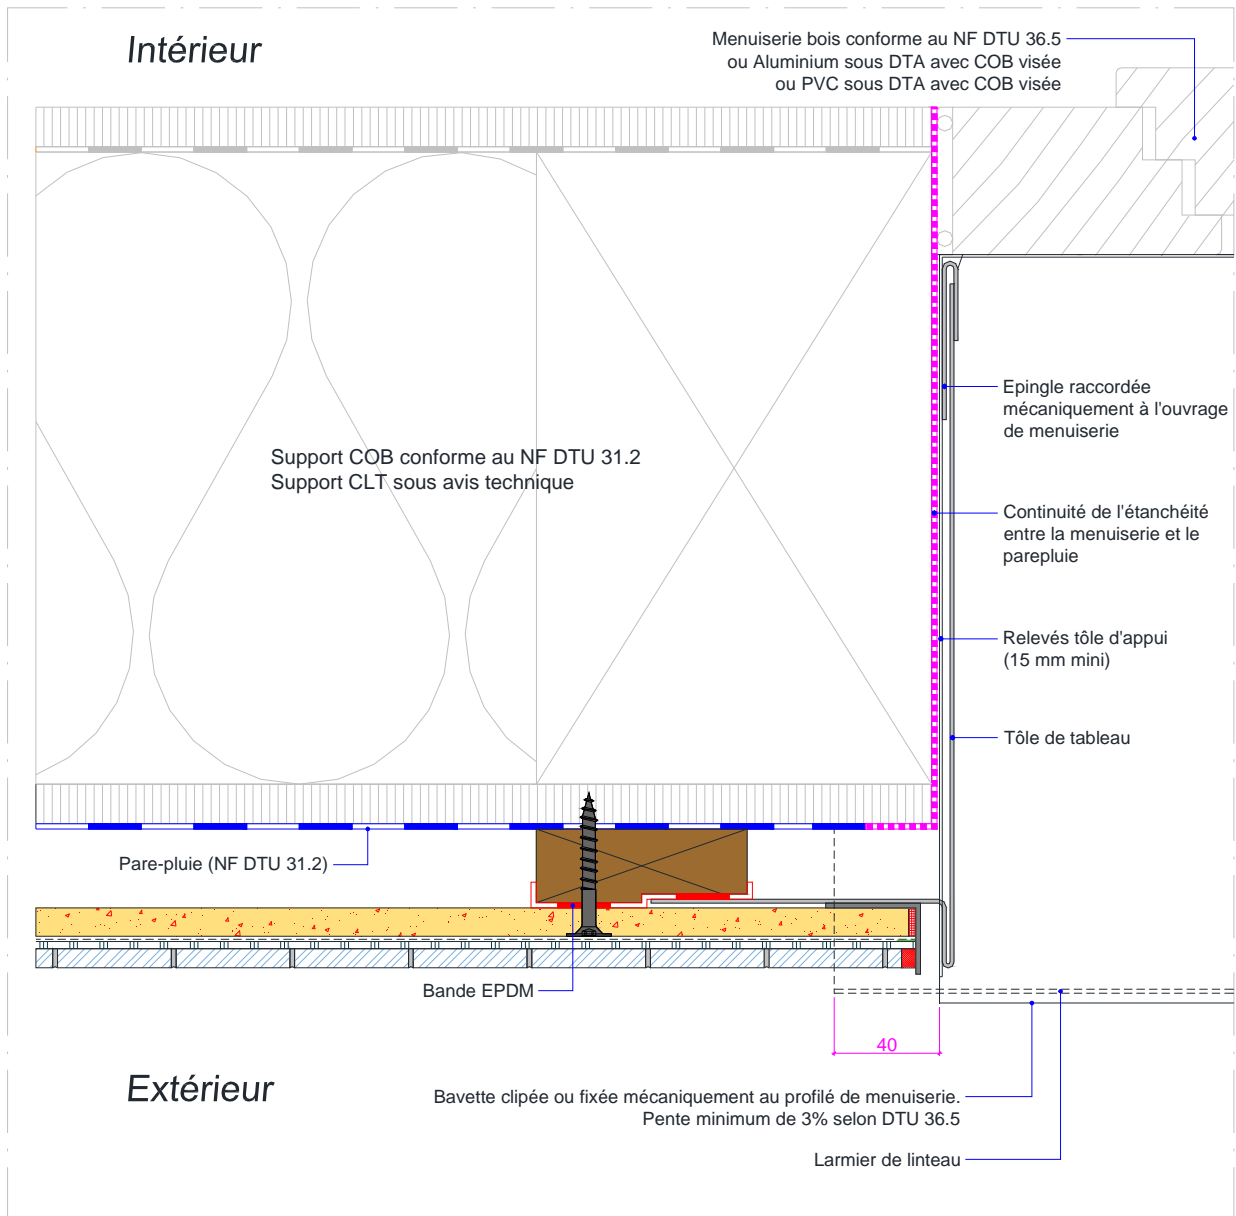 Intérieur
Menuiserie bois conforme au NF DTU 36.5
ou Aluminium sous DTA avec COB visée
ou PVC sous DTA avec COB visée
Epingle raccordée
mécaniquement à l'ouvrage
de menuiserie
Support COB conforme au NF DTU 31.2
Support CLT sous avis technique
Continuité de l'étanchéité
entre la menuiserie et le
parepluie
Relevés tôle d'appui
(15 mm mini)
Tôle de tableau
Pare-pluie (NF DTU 31.2)
Bande EPDM
40
Extérieur
Bavette clipée ou fixée mécaniquement au profilé de menuiserie.
Pente minimum de 3% selon DTU 36.5
Larmier de linteau